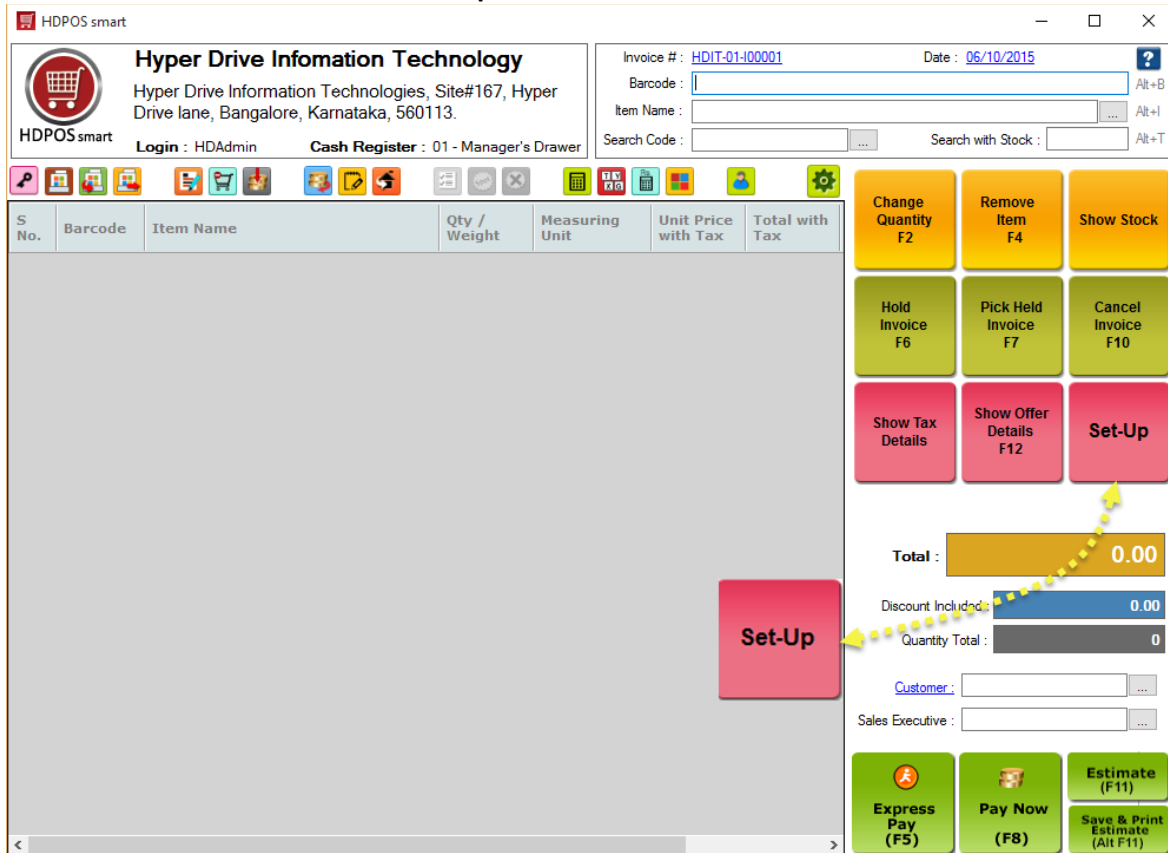 HDPOS smart
Hyper Drive Infomation Technology
Hyper Drive Information Technologies, Site#167, Hyper
Drive lane, Bangalore, Karnataka, 560113.
HDPOS smart
Login : HDAdmin Cash Register : 01 - Manager's Drawer
Invoice # : HDIT-01-I00001 Date : 06/10/2015 ?
Barcode : Alt+B
Item Name : ... Alt+I
Search Code : ... Search with Stock : Alt+T
S
No.
Barcode
Item Name
Qty /
Weight
Measuring
Unit
Unit Price
with Tax
Total with
Tax
Change
Quantity
F2
Remove
Item
F4
Show Stock
Hold
Invoice
F6
Pick Held
Invoice
F7
Cancel
Invoice
F10
Show Tax
Details
Show Offer
Details
F12
Set-Up
Total : 0.00
Discount Included : 0.00
Quantity Total : 0
Set-Up
Customer : ...
Sales Executive : ...
Express
Pay
(F5)
Pay Now
(F8)
Estimate
(F11)
Save & Print
Estimate
(Alt F11)